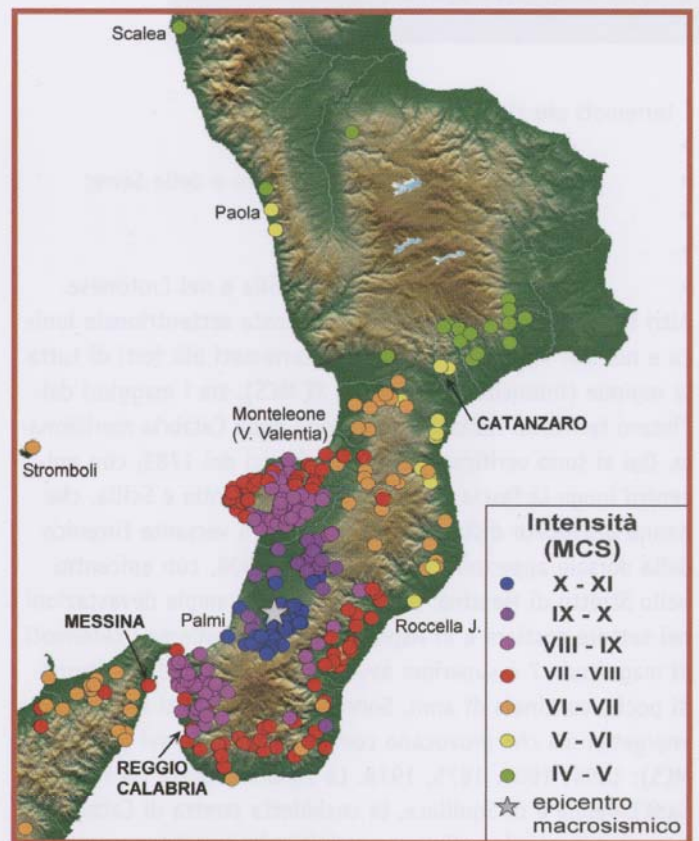 Scalea
Paola
Monteleone
(V. Valentia)
CATANZARO
Stromboli
Intensità
(MCS)
X - XI
IX - X
VIII - IX
VII - VIII
VI - VII
V - VI
IV - V
epicentro
macrosismico
MESSINA
Palmi
Roccella J.
REGGIO
CALABRIA